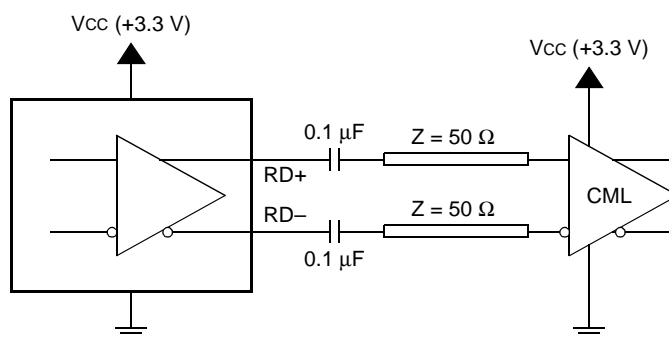 VCC (+3.3 V)
VCC (+3.3 V)
0.1 μF
Z = 50 Ω
RD+
CML
RD–
Z = 50 Ω
0.1 μF